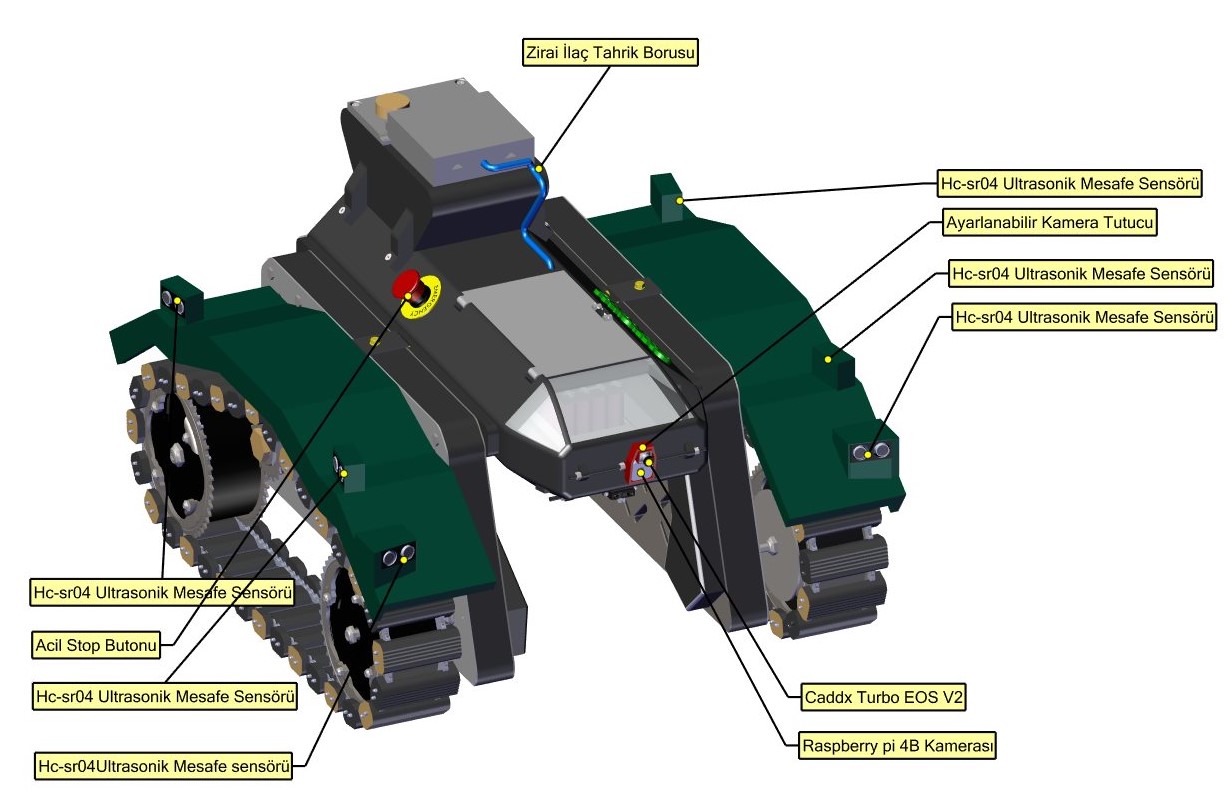 Zirai İlaç Tahrik Borusu
Hc-sr04 Ultrasonik Mesafe Sensörü
Ayarlanabilir Kamera Tutucu
Hc-sr04 Ultrasonik Mesafe Sensörü
Hc-sr04 Ultrasonik Mesafe Sensörü
EMERGENCY
Hc-sr04 Ultrasonik Mesafe Sensörü
Acil Stop Butonu
Hc-sr04 Ultrasonik Mesafe Sensörü
Caddx Turbo EOS V2
Raspberry pi 4B Kamerası
Hc-sr04Ultrasonik Mesafe sensörü